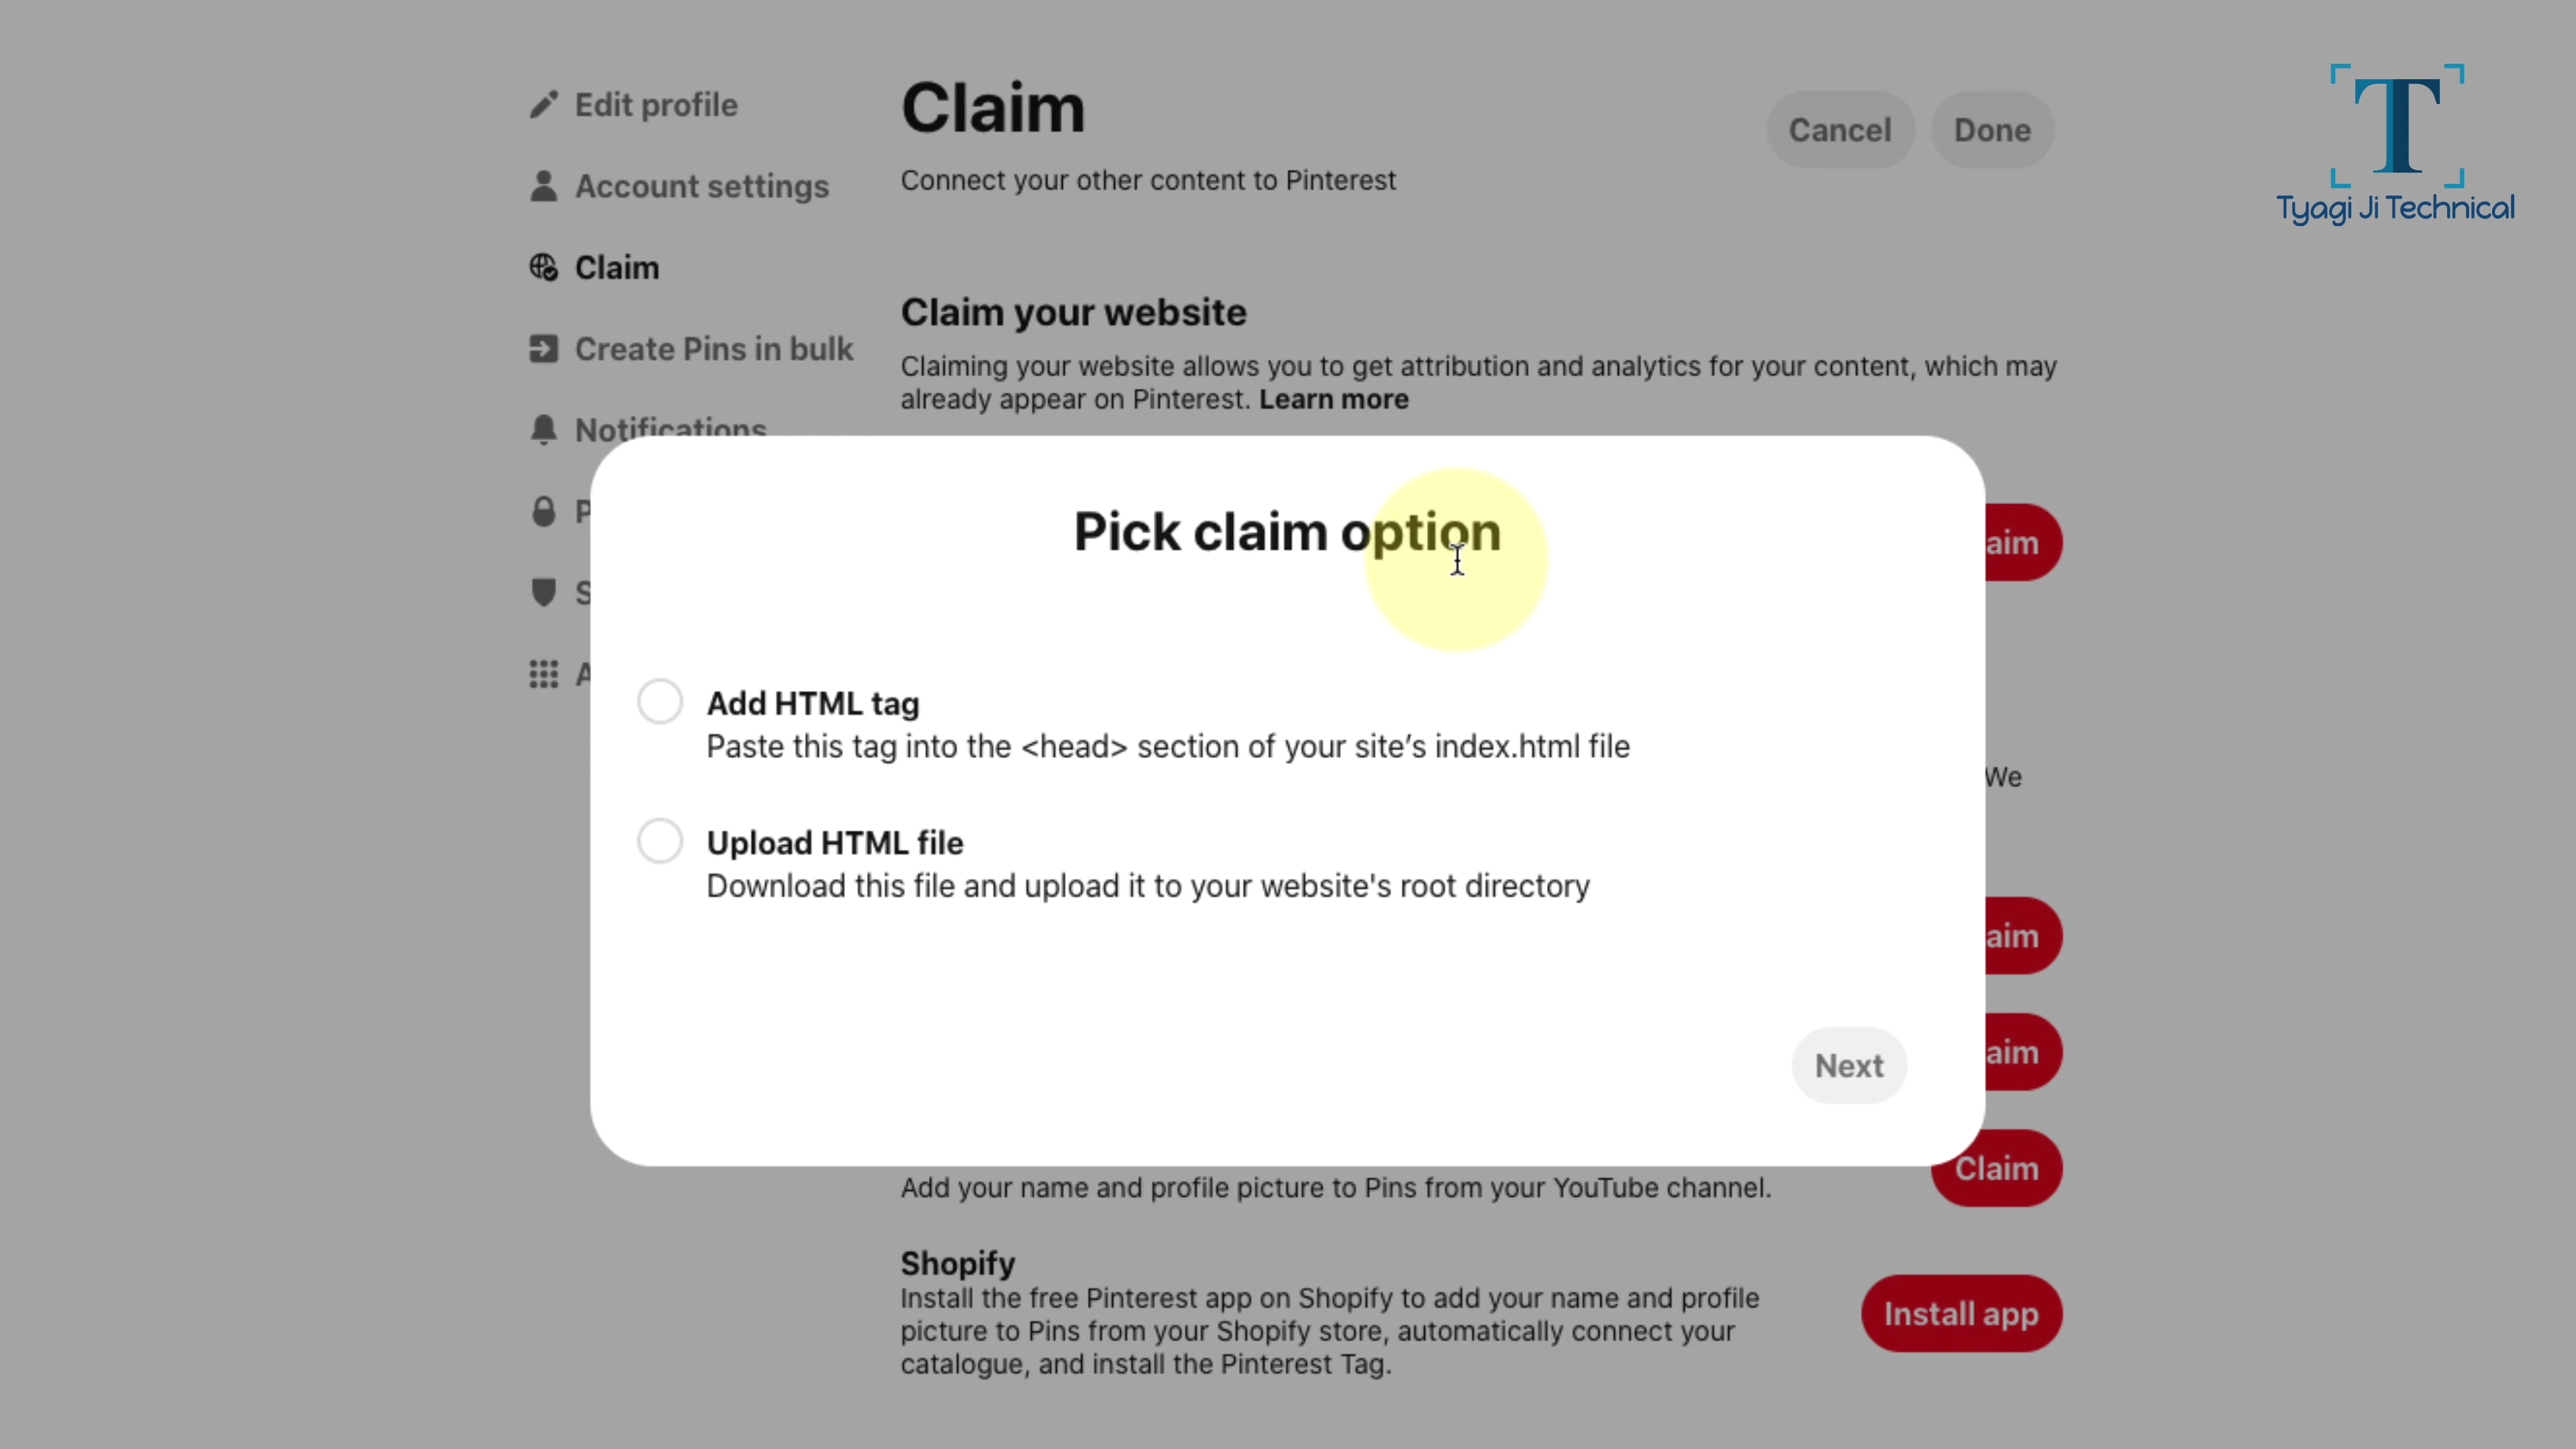 Edit profile
Account settings
Claim
Create Pins in bulk
Notifications
Claim
Connect your other content to Pinterest
Cancel
Done
T
Tyagi Ji Technical
Claim your website
Claiming your website allows you to get attribution and analytics for your content, which may
already appear on Pinterest. Learn more
Pick claim option
Add HTML tag
Paste this tag into the <head> section of your site's index.html file
Upload HTML file
Download this file and upload it to your website's root directory
Next
We
Claim
Add your name and profile picture to Pins from your YouTube channel.
Shopify
Install the free Pinterest app on Shopify to add your name and profile
picture to Pins from your Shopify store, automatically connect your
catalogue, and install the Pinterest Tag.
Install app